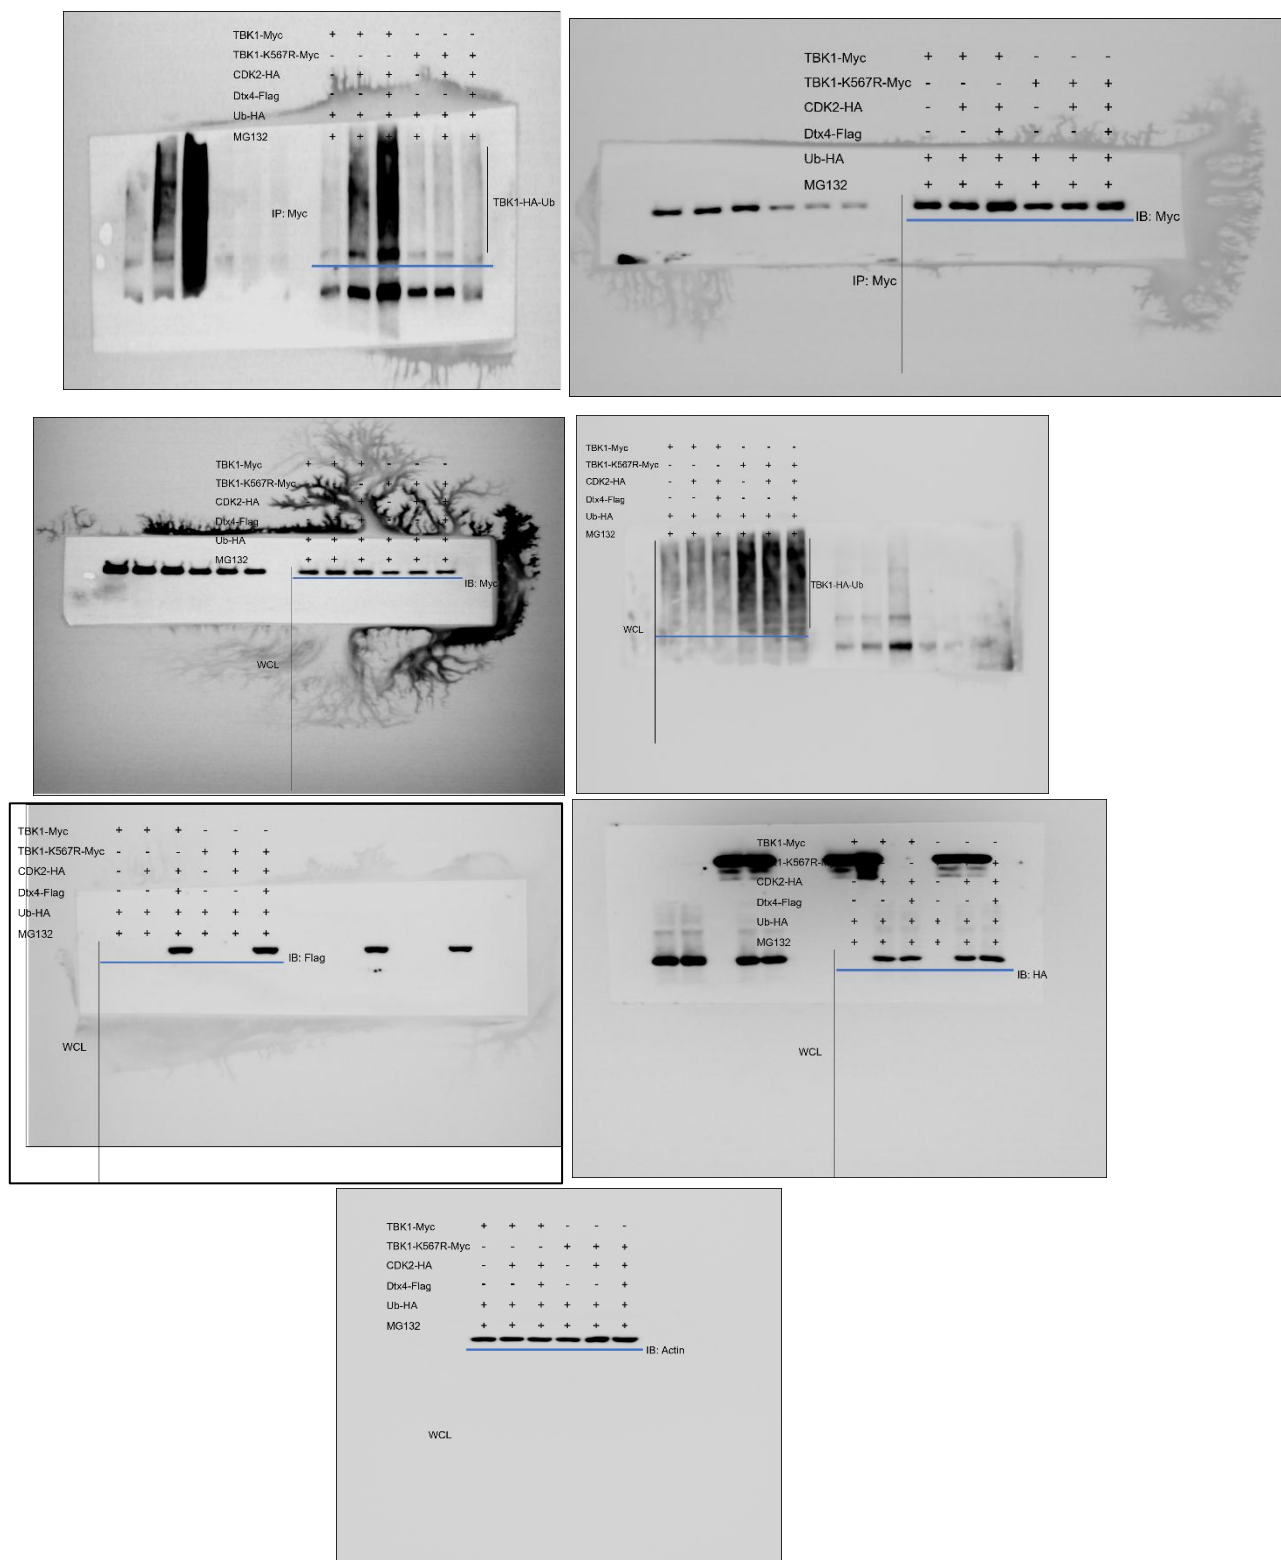 TBK1-Myc + + + - - -
TBK1-K567R-Myc - - - + + +
CDK2-HA - + + - + +
Dtx4-Flag - - + - - +
Ub-HA + + + + + +
MG132 + + + + + +
TBK1-HA-Ub
IP: Myc
TBK1-Myc + + + - - -
TBK1-K567R-Myc - - - + + +
CDK2-HA - + + - + +
Dtx4-Flag - - + - - +
Ub-HA + + + + + +
MG132 + + + + + +
IB: Myc
IP: Myc
TBK1-Myc + + + - - -
TBK1-K567R-Myc - + + +
CDK2-HA + - + +
Dtx4-Flag + - - +
Ub-HA + + + + + +
MG132 + + + + + +
IB: Myc
WCL
TBK1-Myc + + + - - -
TBK1-K567R-Myc - - - + + +
CDK2-HA - + + - + +
Dtx4-Flag - - + - - +
Ub-HA + + + + + +
MG132 + + + + + +
TBK1-HA-Ub
WCL
TBK1-Myc + + + - - -
TBK1-K567R-Myc - - - + + +
CDK2-HA - + + - + +
Dtx4-Flag - - + - - +
Ub-HA + + + + + +
MG132 + + + + + +
IB: Flag
WCL
TBK1-Myc + + + - - -
1-K567R-M - - +
CDK2-HA - + + - + +
Dtx4-Flag - - + - - +
Ub-HA + + + + + +
MG132 + + + + + +
IB: HA
WCL
TBK1-Myc + + + - - -
TBK1-K567R-Myc - - - + + +
CDK2-HA - + + - + +
Dtx4-Flag - - + - - +
Ub-HA + + + + + +
MG132 + + + + + +
IB: Actin
WCL